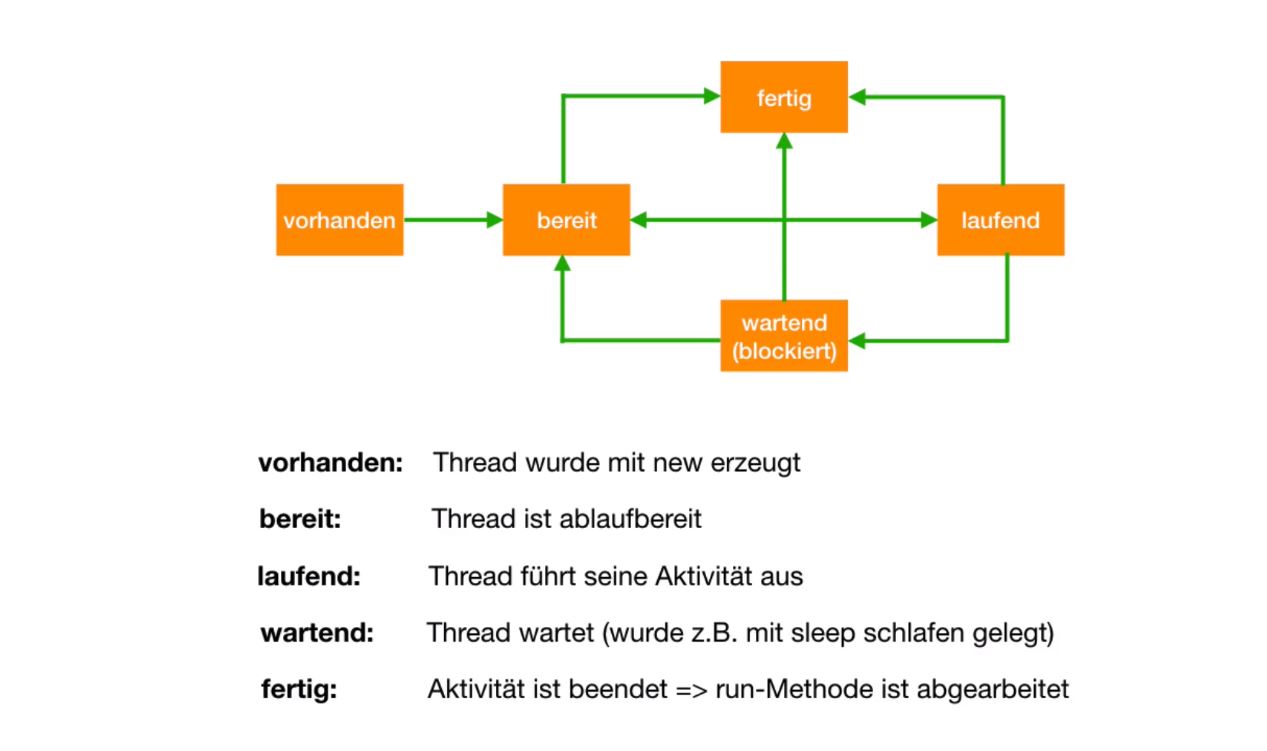 fertig
vorhanden
bereit
laufend
wartend
(blockiert)
vorhanden: Thread wurde mit new erzeugt
bereit: Thread ist ablaufbereit
laufend: Thread führt seine Aktivität aus
wartend: Thread wartet (wurde z.B. mit sleep schlafen gelegt)
fertig: Aktivität ist beendet => run-Methode ist abgearbeitet